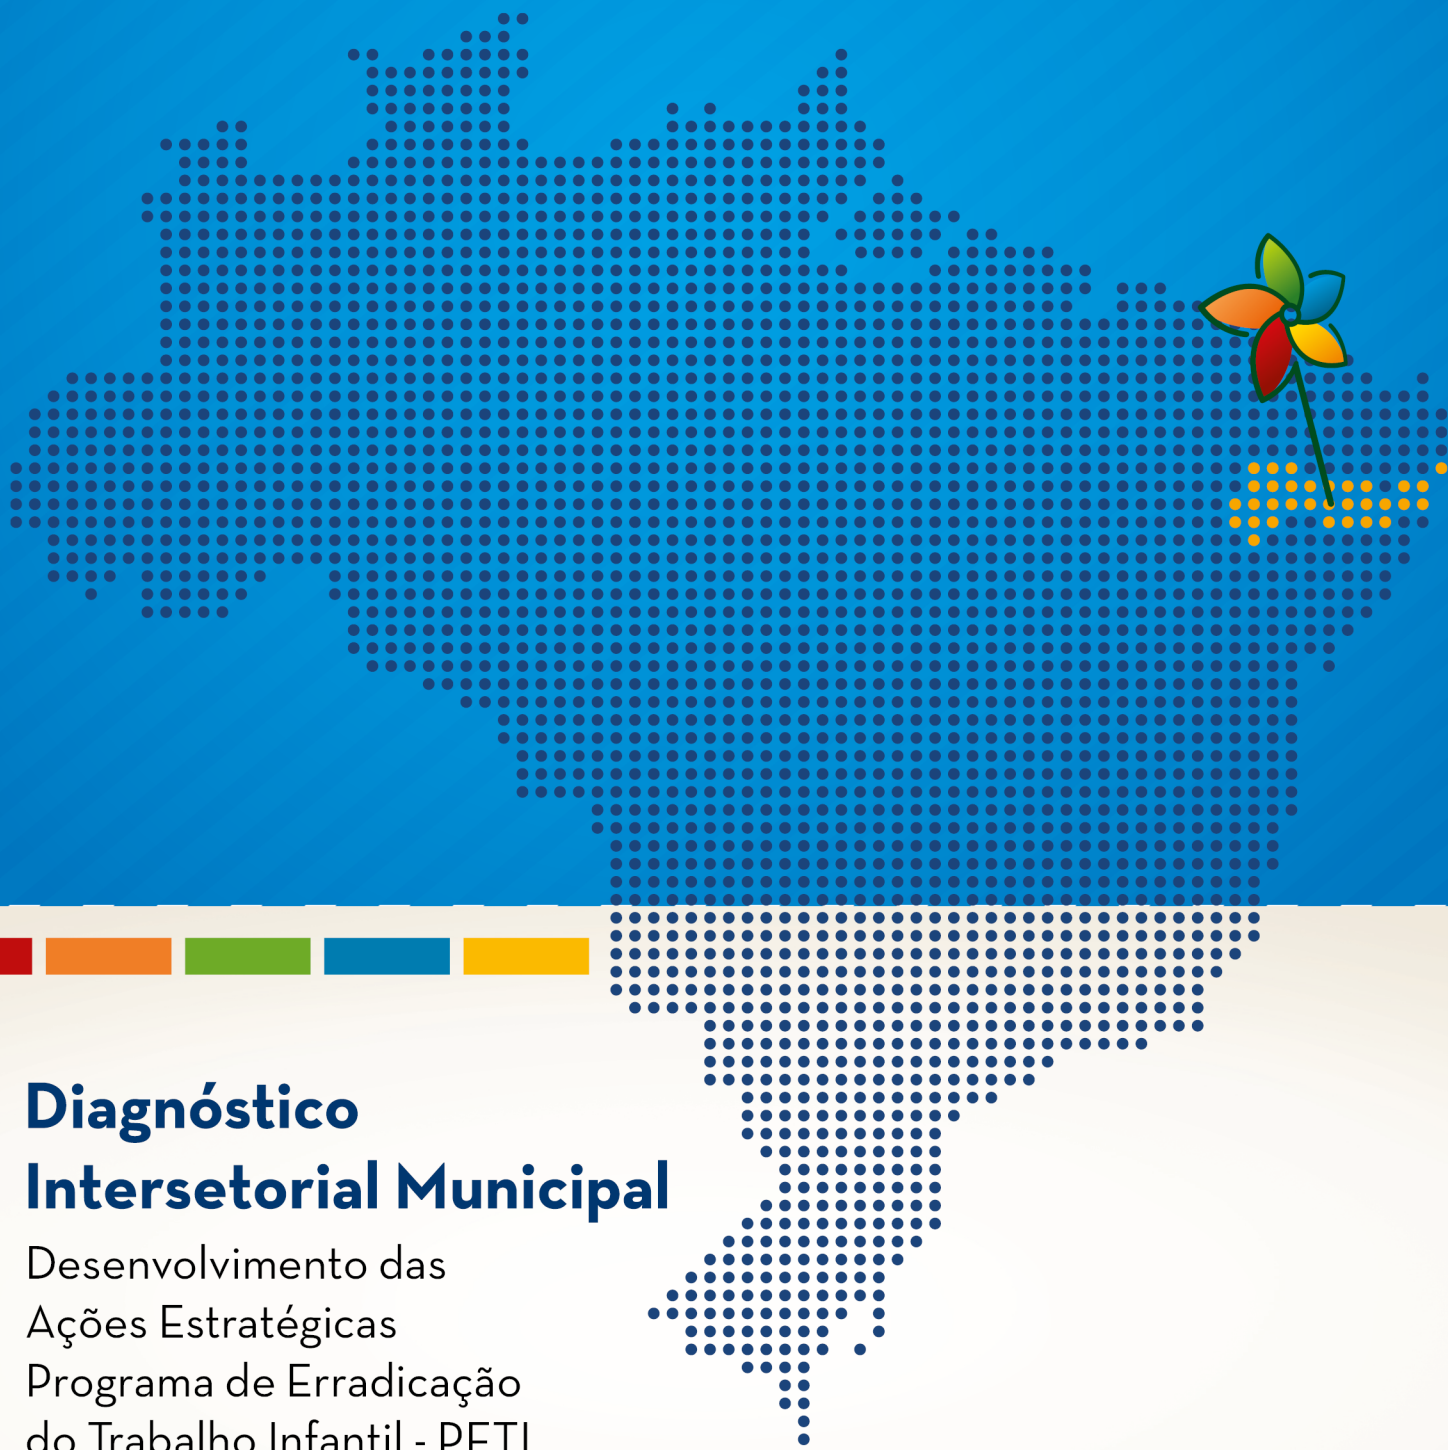 Diagnóstico
Intersetorial Municipal
Desenvolvimento das
Ações Estratégicas
Programa de Erradicação
do Trabalho Infantil - PETI